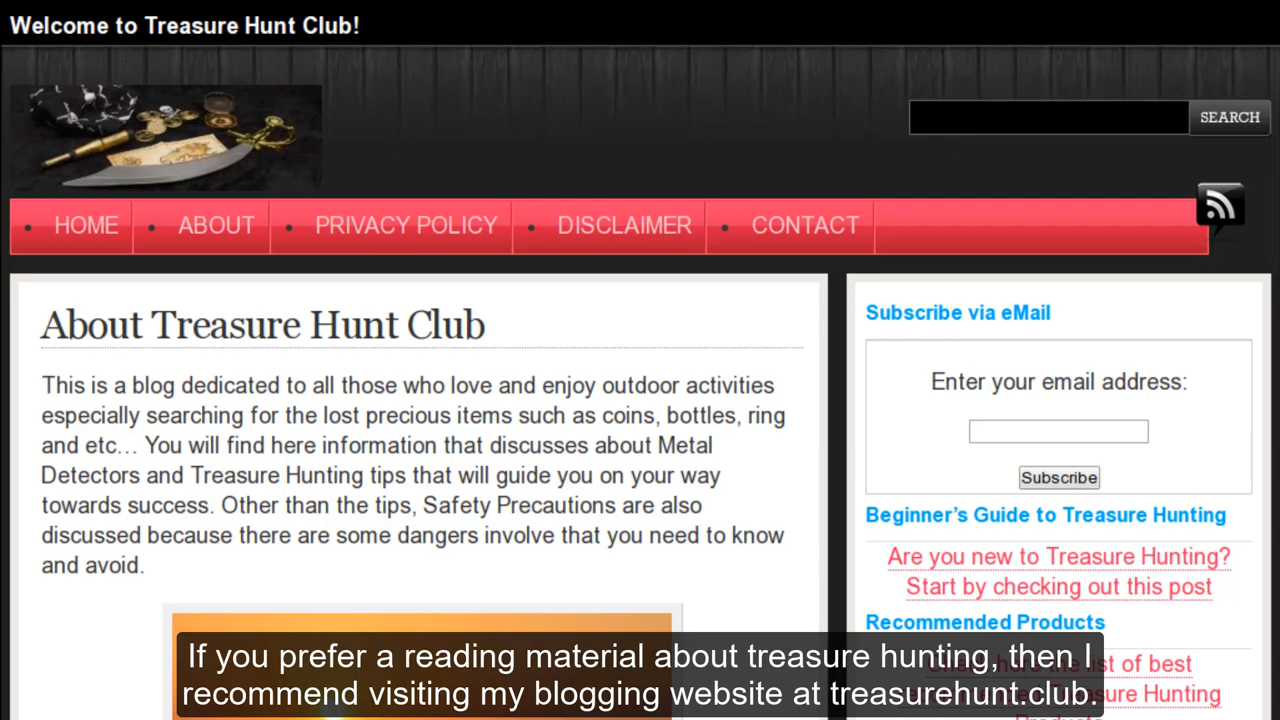 Welcome to Treasure Hunt Club!
SEARCH
HOME
ABOUT
PRIVACY POLICY
DISCLAIMER
CONTACT
About Treasure Hunt Club
This is a blog dedicated to all those who love and enjoy outdoor activities
especially searching for the lost precious items such as coins, bottles, ring
and etc… You will find here information that discusses about Metal
Detectors and Treasure Hunting tips that will guide you on your way
towards success. Other than the tips, Safety Precautions are also
discussed because there are some dangers involve that you need to know
and avoid.
Subscribe via eMail
Enter your email address:
Subscribe
Beginner’s Guide to Treasure Hunting
Are you new to Treasure Hunting?
Start by checking out this post
Recommended Products
list of best
Treasure Hunting
If you prefer a reading material about treasure hunting, then I
recommend visiting my blogging website at treasurehunt.club.